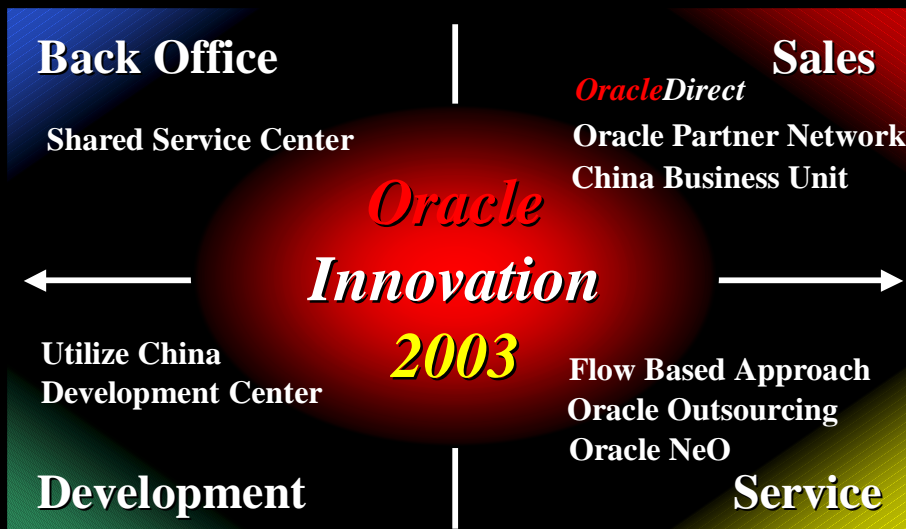 Back Office
Shared Service Center
Sales
OracleDirect
Oracle Partner Network
China Business Unit
Oracle
Innovation
2003
Utilize China
Development Center
Development
Flow Based Approach
Oracle Outsourcing
Oracle NeO
Service